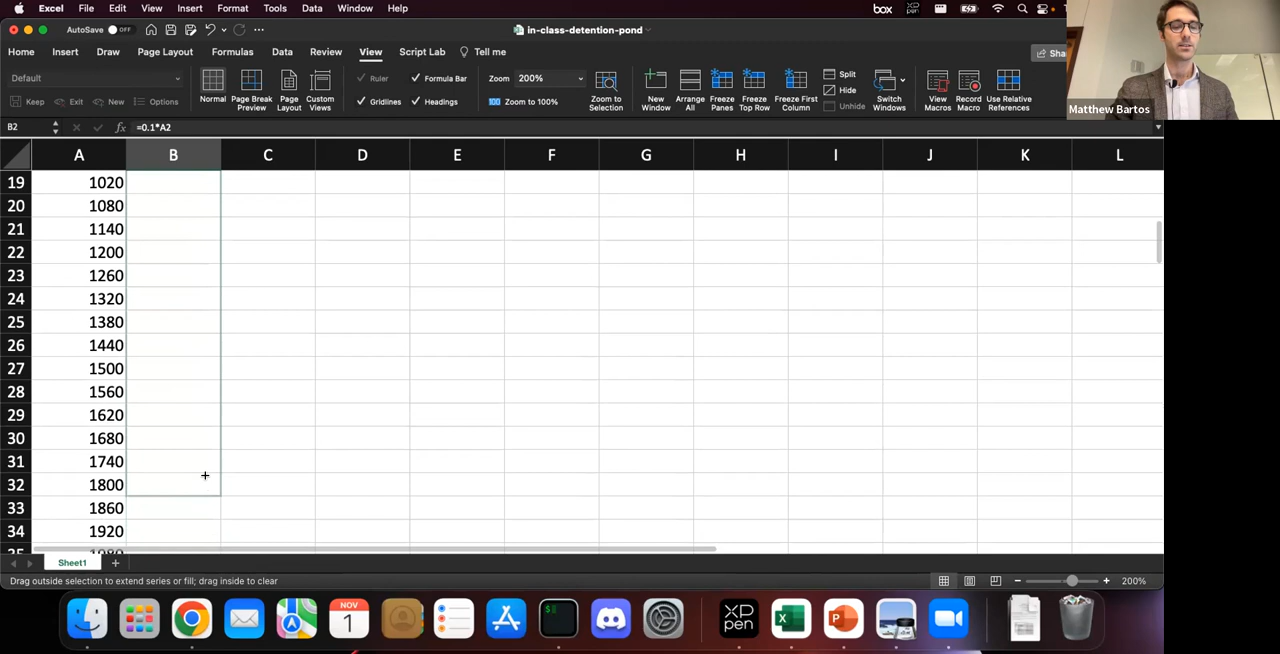 Excel File Edit View Insert Format Tools Data Window Help box XP pen
AutoSave OFF in-class-detention-pond
Home Insert Draw Page Layout Formulas Data Review View Script Lab Tell me Sha
Default Keep Exit New Options
Normal Page Break Preview Page Layout Custom Views
Ruler Formula Bar
Gridlines Headings
Zoom 200% 100 Zoom to 100% Zoom to Selection
New Window Arrange All Freeze Panes Freeze Top Row Freeze First Column
Split Hide Unhide
Switch Windows View Macros Record Macro Use Relative References
Matthew Bartos
B2 fx =0.1*A2
A B C D E F G H I J K L
19 1020
20 1080
21 1140
22 1200
23 1260
24 1320
25 1380
26 1440
27 1500
28 1560
29 1620
30 1680
31 1740
32 1800
33 1860
34 1920
35 1980
Sheet1 +
Drag outside selection to extend series or fill; drag inside to clear 200%
NOV
1
$
XP
pen
X
P